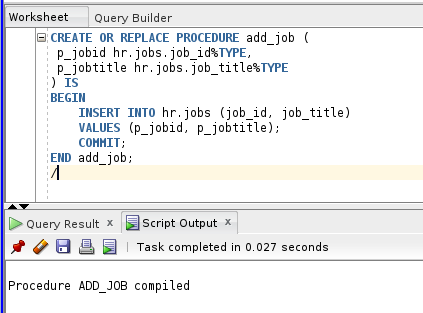 Worksheet Query Builder
CREATE OR REPLACE PROCEDURE add_job (
p_jobid hr.jobs.job_id%TYPE,
p_jobtitle hr.jobs.job_title%TYPE
) IS
BEGIN
INSERT INTO hr.jobs (job_id, job_title)
VALUES (p_jobid, p_jobtitle);
COMMIT;
END add_job;
/
Query Result x Script Output x
Task completed in 0.027 seconds
Procedure ADD_JOB compiled